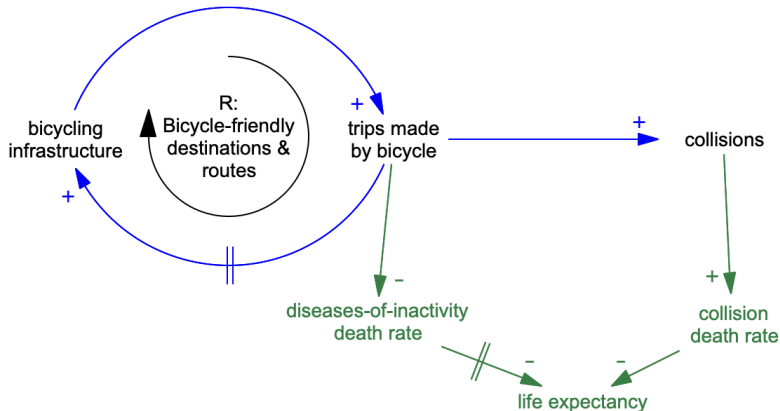 R:
Bicycle-friendly
destinations &
routes
bicycling
infrastructure
+
+
trips made
by bicycle
+
collisions
–
diseases-of-inactivity
death rate
+
collision
death rate
–
–
life expectancy